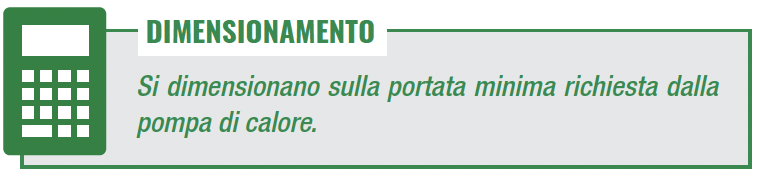 DIMENSIONAMENTO
Si dimensionano sulla portata minima richiesta dalla
pompa di calore.